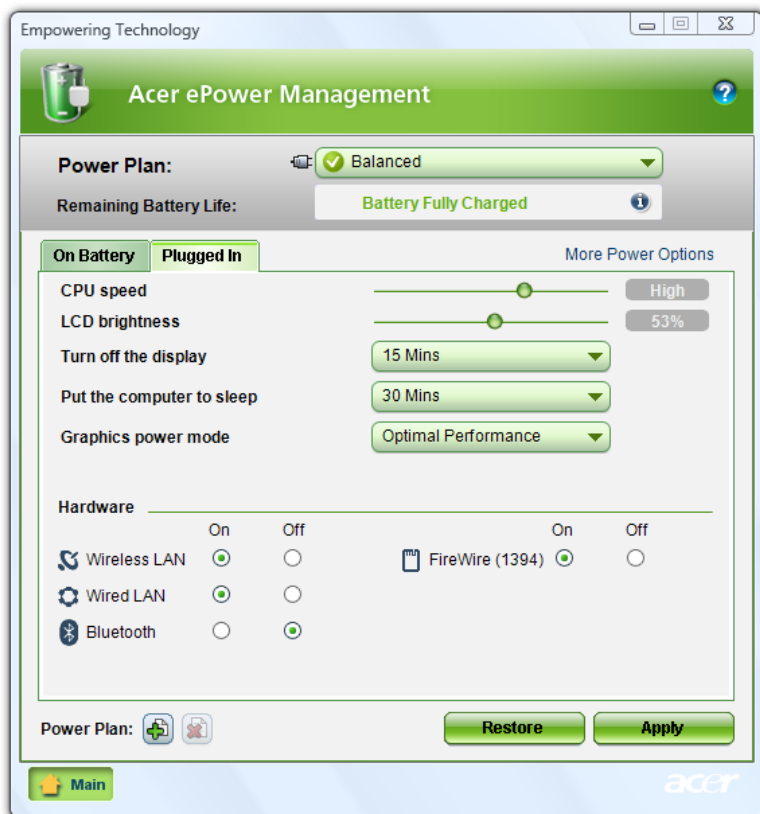 Empowering Technology
Acer ePower Management
Power Plan: Balanced
Remaining Battery Life: Battery Fully Charged
On Battery Plugged In More Power Options
CPU speed High
LCD brightness 53%
Turn off the display 15 Mins
Put the computer to sleep 30 Mins
Graphics power mode Optimal Performance
Hardware
On Off On Off
Wireless LAN FireWire (1394)
Wired LAN
Bluetooth
Power Plan: Restore Apply
Main acer